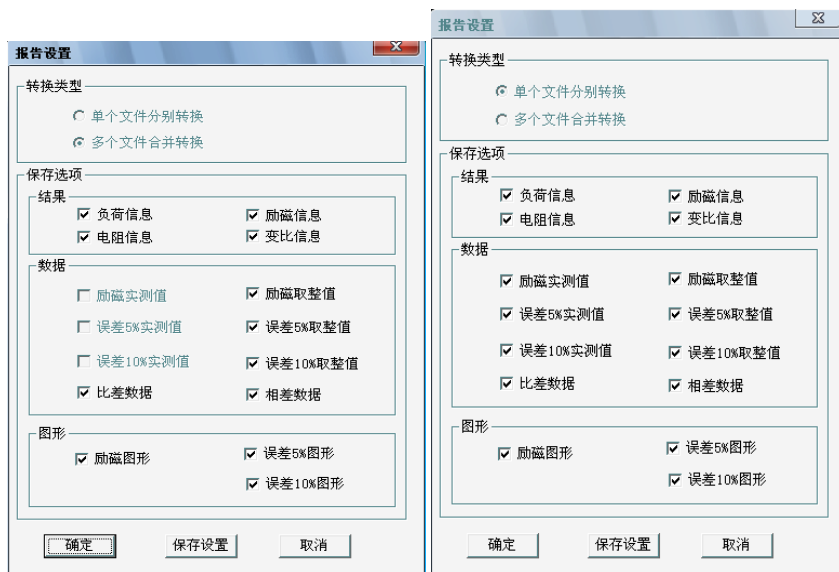 报告设置
转换类型
单个文件分别转换
多个文件合并转换
保存选项
结果
负荷信息 励磁信息
电阻信息 变比信息
数据
励磁实测值 励磁取整值
误差5%实测值 误差5%取整值
误差10%实测值 误差10%取整值
比差数据 相差数据
图形
励磁图形 误差5%图形
误差10%图形
确定 保存设置 取消
报告设置
转换类型
单个文件分别转换
多个文件合并转换
保存选项
结果
负荷信息 励磁信息
电阻信息 变比信息
数据
励磁实测值 励磁取整值
误差5%实测值 误差5%取整值
误差10%实测值 误差10%取整值
比差数据 相差数据
图形
励磁图形 误差5%图形
误差10%图形
确定 保存设置 取消